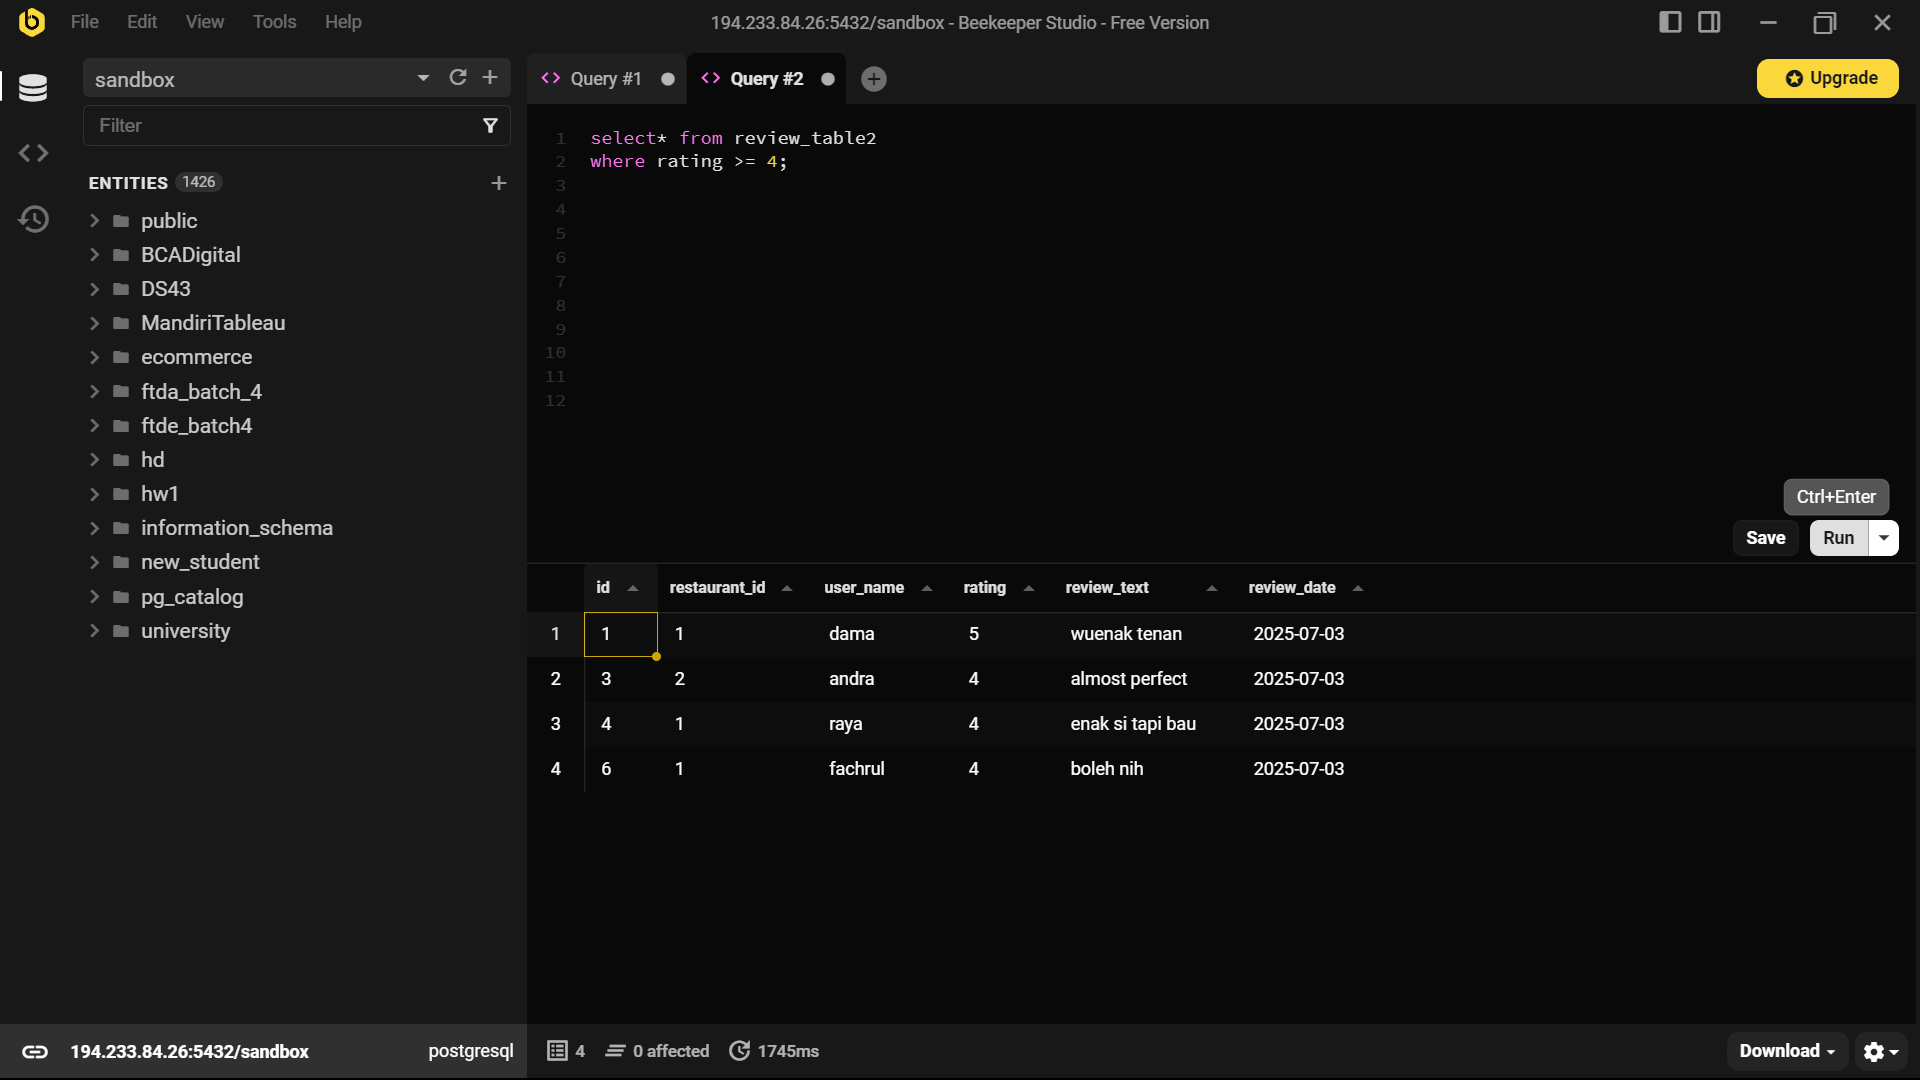 File Edit View Tools Help
194.233.84.26:5432/sandbox - Beekeeper Studio - Free Version
sandbox
Filter
ENTITIES 1426
public
BCADigital
DS43
MandiriTableau
ecommerce
ftda_batch_4
ftde_batch4
hd
hw1
information_schema
new_student
pg_catalog
university
Query #1 Query #2
Upgrade
1 select* from review_table2
2 where rating >= 4;
3
4
5
6
7
8
9
10
11
12
Ctrl+Enter
Save Run
id restaurant_id user_name rating review_text review_date
1 1 1 dama 5 wuenak tenan 2025-07-03
2 3 2 andra 4 almost perfect 2025-07-03
3 4 1 raya 4 enak si tapi bau 2025-07-03
4 6 1 fachrul 4 boleh nih 2025-07-03
194.233.84.26:5432/sandbox postgresql 4 0 affected 1745ms Download